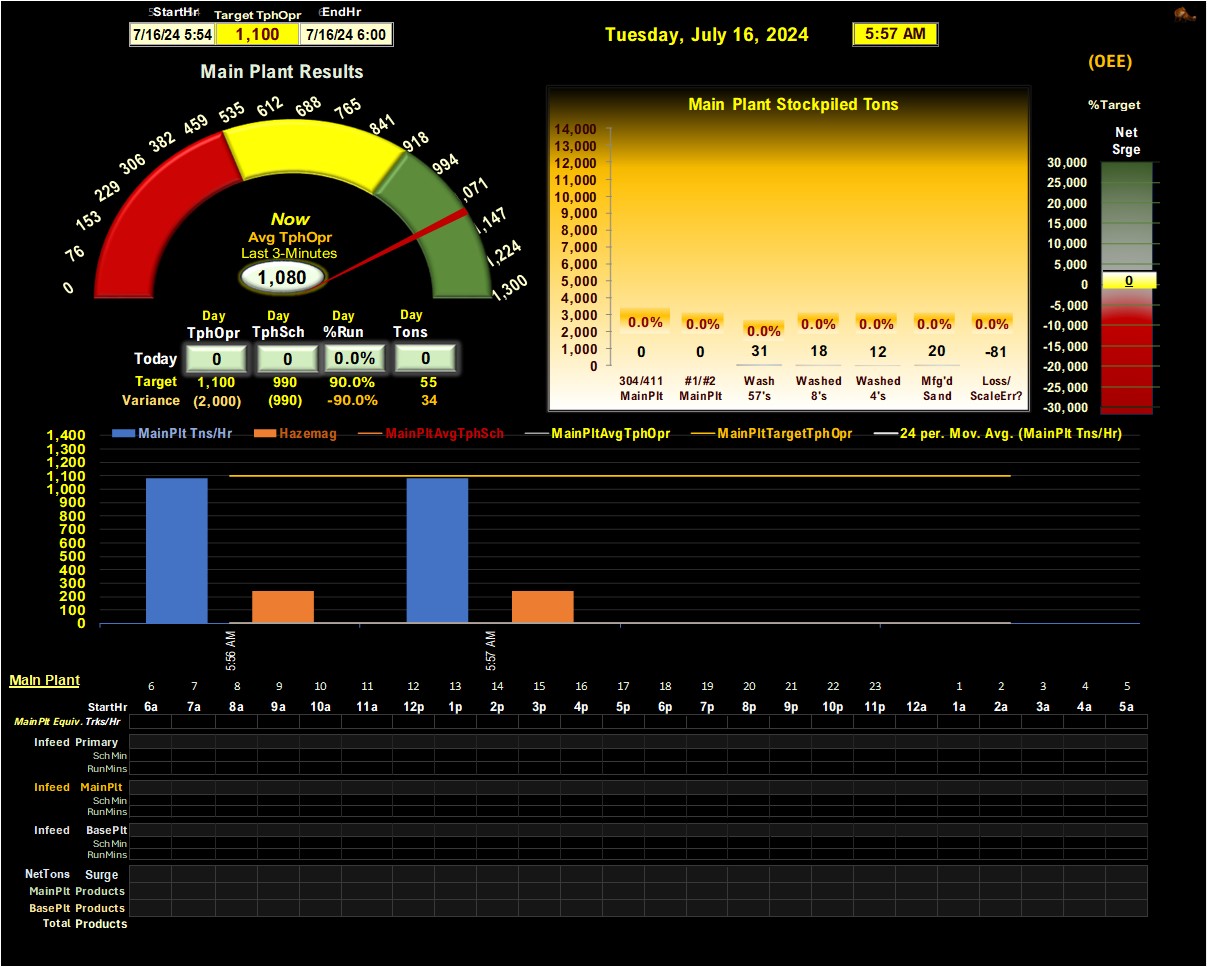 StartHr Target TphOpr EndHr
7/16/24 5:54 1,100 7/16/24 6:00
Tuesday, July 16, 2024 5:57 AM
(OEE)
Main Plant Results
%Target
Net
Srge
0
76
153
229
306
382
459
535
612
688
765
841
918
994
,071
,147
,224
1,300
Now
Avg TphOpr
Last 3-Minutes
1,080
Day Day Day Day
TphOpr TphSch %Run Tons
Today 0 0 0.0% 0
Target 1,100 990 90.0% 55
Variance (2,000) (990) -90.0% 34
Main Plant Stockpiled Tons
14,000
13,000
12,000
11,000
10,000
9,000
8,000
7,000
6,000
5,000
4,000
3,000
2,000
1,000
0
0.0% 0.0% 0.0% 0.0% 0.0% 0.0% 0.0%
0 0 31 18 12 20 -81
304/411 #1/#2 Wash Washed Washed Mfg'd Loss/
MainPlt MainPlt 57's 8's 4's Sand ScaleErr?
30,000
25,000
20,000
15,000
10,000
5,000
0 0
-5,000
-10,000
-15,000
-20,000
-25,000
-30,000
MainPlt Tns/Hr Hazemag MainPltAvgTphSch MainPltAvgTphOpr MainPltTargetTphOpr 24 per. Mov. Avg. (MainPlt Tns/Hr)
1,400
1,300
1,200
1,100
1,000
900
800
700
600
500
400
300
200
100
0
5:56 AM 5:57 AM
Main Plant
6 7 8 9 10 11 12 13 14 15 16 17 18 19 20 21 22 23 1 2 3 4 5
StartHr 6a 7a 8a 9a 10a 11a 12p 1p 2p 3p 4p 5p 6p 7p 8p 9p 10p 11p 12a 1a 2a 3a 4a 5a
MainPlt Equiv. Trks/Hr
Infeed Primary
SchMin
RunMins
Infeed MainPlt
SchMin
RunMins
Infeed BasePlt
SchMin
RunMins
NetTons Surge
MainPlt Products
BasePlt Products
Total Products